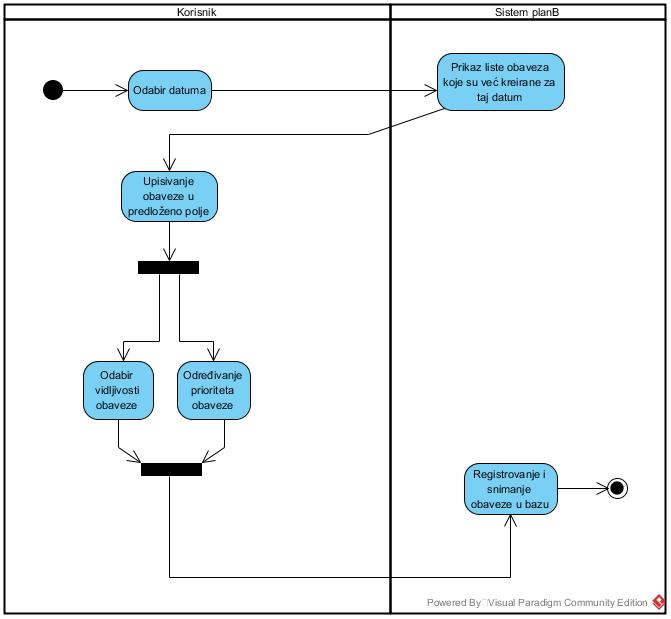 Korisnik
Sistem planB
Odabir datuma
Prikaz liste obaveza
koje su već kreirane za
taj datum
Upisivanje
obaveze u
predloženo polje
Odabir
vidljivosti
obaveze
Određivanje
prioriteta
obaveze
Registrovanje i
snimanje
obaveze u bazu
Powered By Visual Paradigm Community Edition